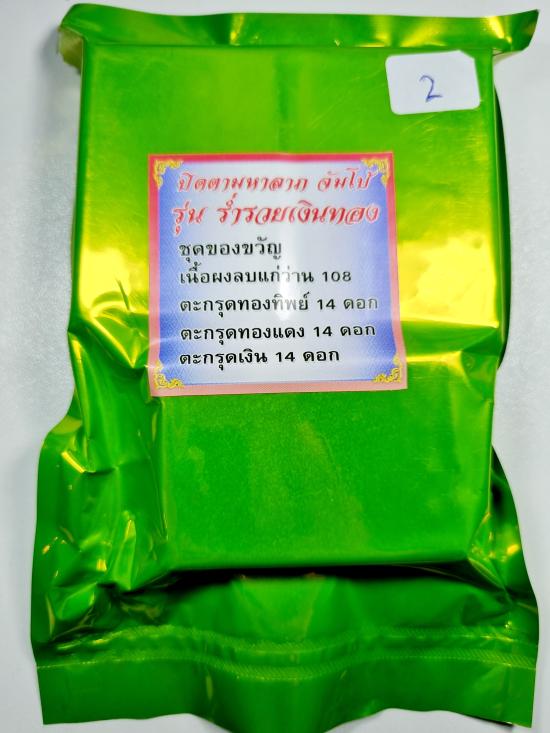 2
ปิดตามหาลาภ จัมโบ้
รุ่น ร่ำรวยเงินทอง
ชุดของขวัญ
เนื้อผงลบแก่ว่าน 108
ตะกรุดทองทิพย์ 14 ดอก
ตะกรุดทองแดง 14 ดอก
ตะกรุดเงิน 14 ดอก